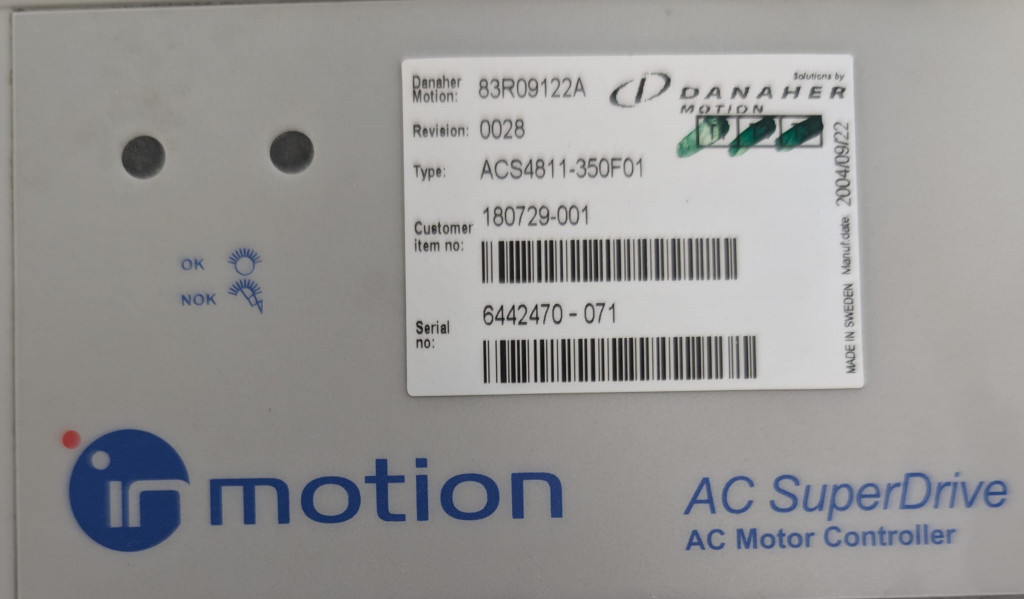 Danaher Motion: 83R09122A
Solutions by
DANAHER
MOTION
Revision: 0028
Type: ACS4811-350F01
Customer item no: 180729-001
Serial no: 6442470 - 071
MADE IN SWEDEN Manuf.date. 2004/09/22
OK
NOK
in motion
AC SuperDrive
AC Motor Controller